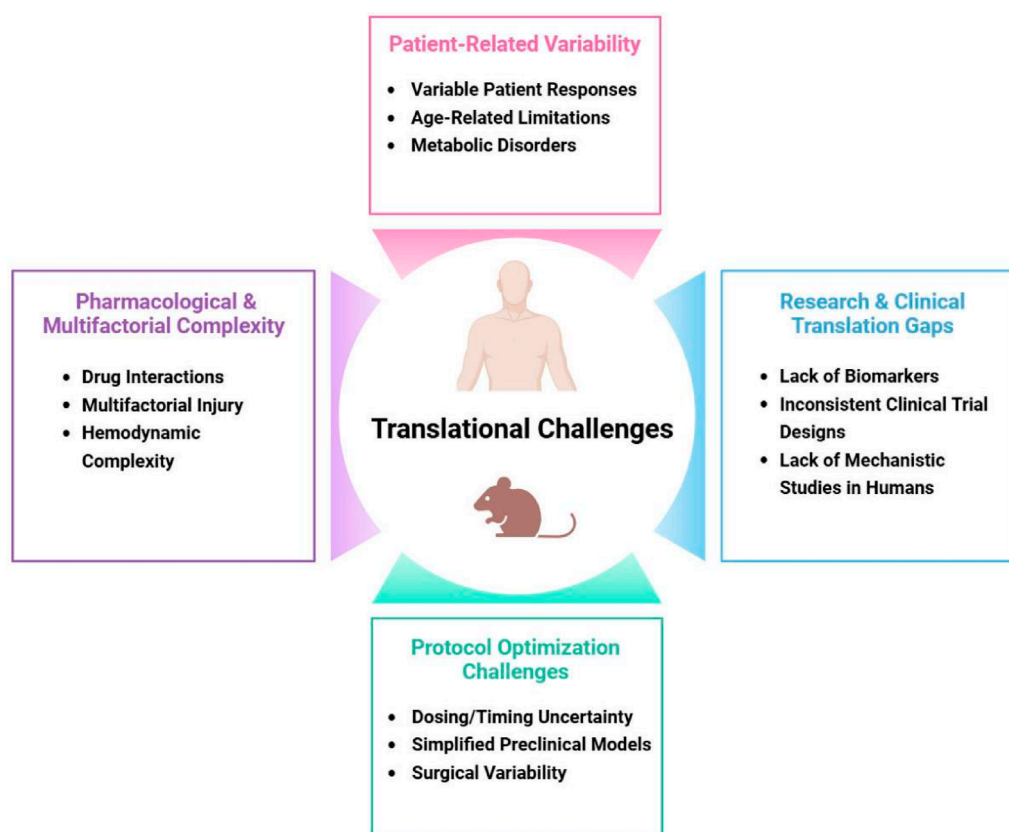 Patient-Related Variability
• Variable Patient Responses
• Age-Related Limitations
• Metabolic Disorders
Pharmacological &
Multifactorial Complexity
• Drug Interactions
• Multifactorial Injury
• Hemodynamic
Complexity
Translational Challenges
Research & Clinical
Translation Gaps
• Lack of Biomarkers
• Inconsistent Clinical Trial
Designs
• Lack of Mechanistic
Studies in Humans
Protocol Optimization
Challenges
• Dosing/Timing Uncertainty
• Simplified Preclinical Models
• Surgical Variability